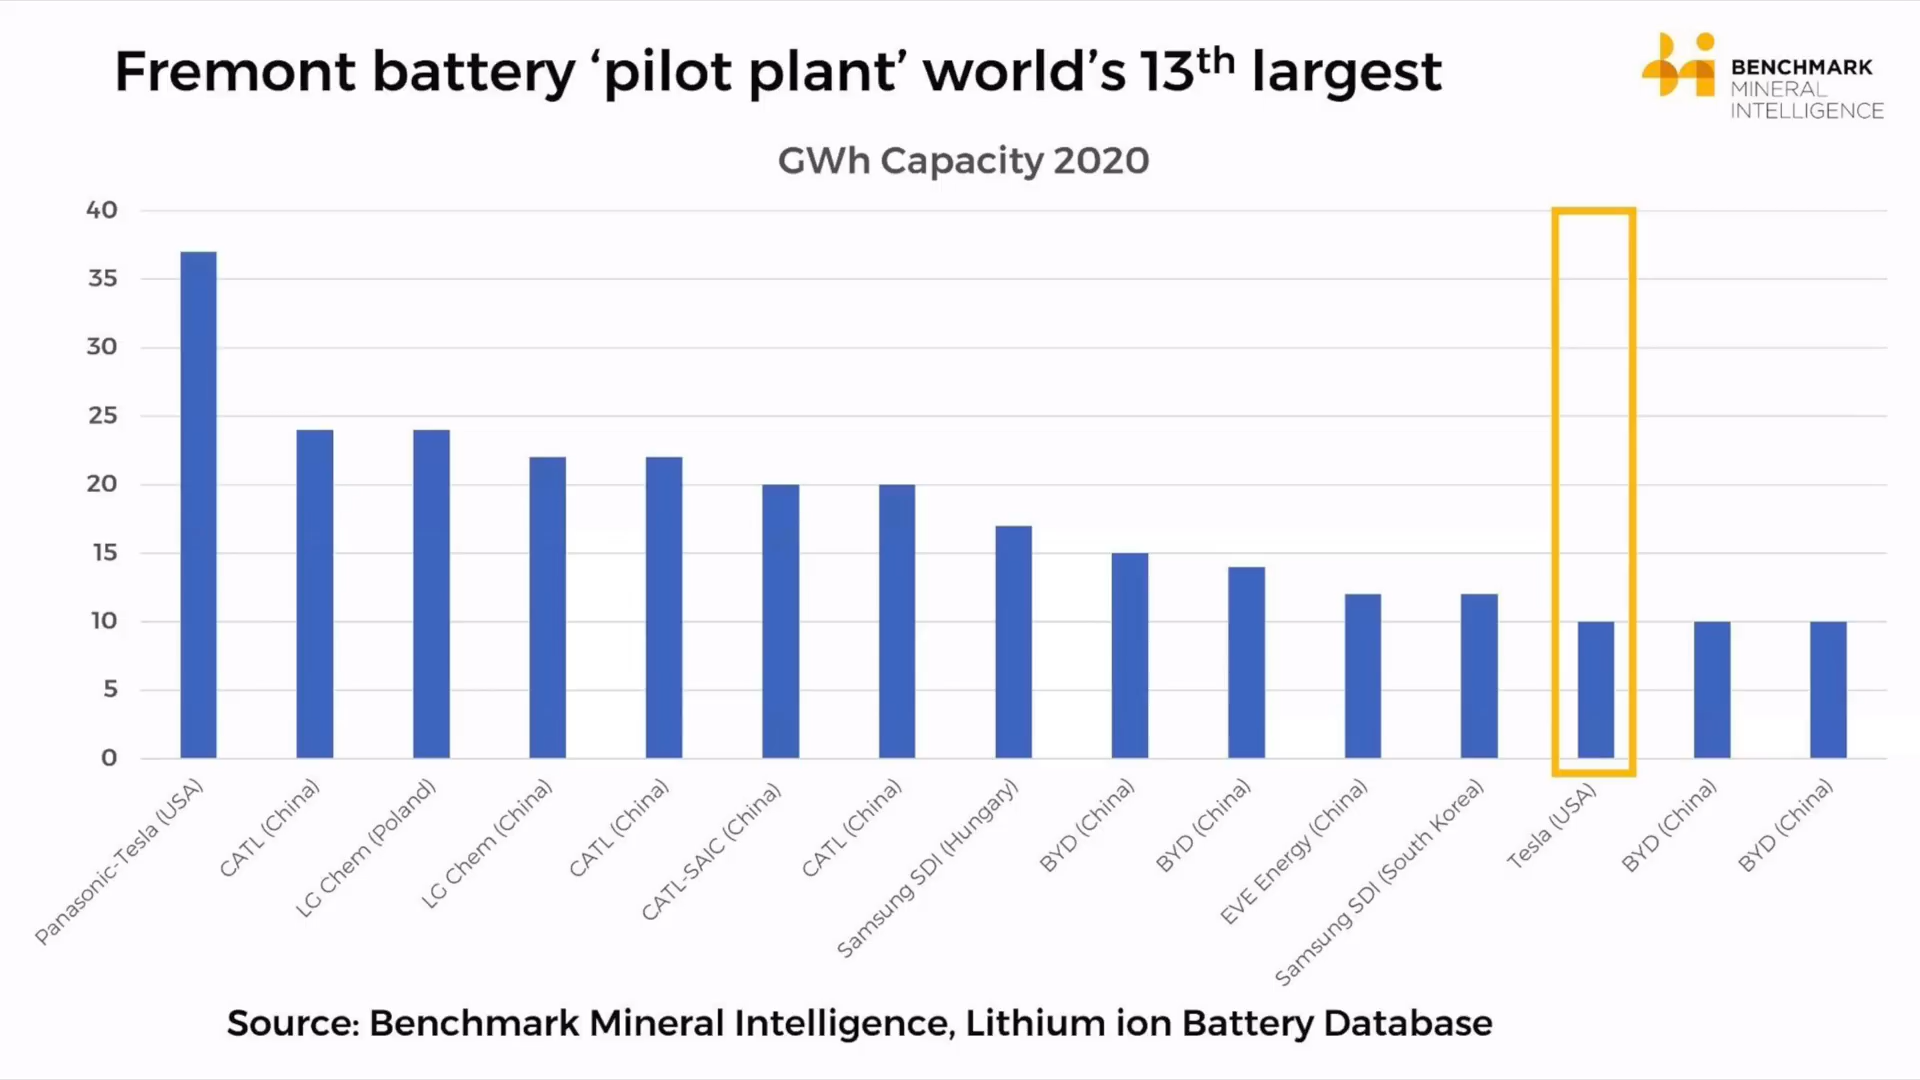 Fremont battery ‘pilot plant’ world’s 13th largest
BENCHMARK
MINERAL
INTELLIGENCE
GWh Capacity 2020
40
35
30
25
20
15
10
5
0
Panasonic-Tesla (USA)
CATL (China)
LG Chem (Poland)
LG Chem (China)
CATL (China)
CATL-SAIC (China)
CATL (China)
Samsung SDI (Hungary)
BYD (China)
BYD (China)
EVE Energy (China)
Samsung SDI (South Korea)
Tesla (USA)
BYD (China)
BYD (China)
Source: Benchmark Mineral Intelligence, Lithium ion Battery Database